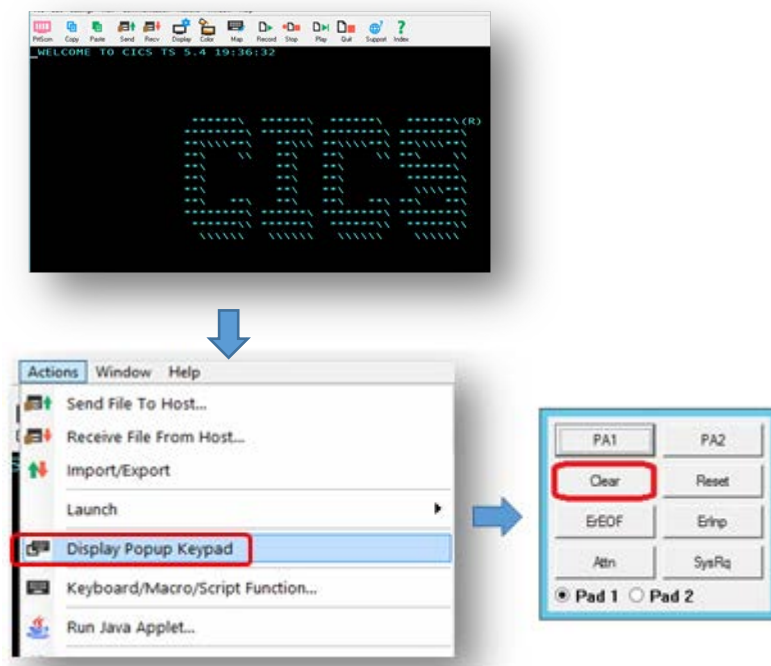 PrtScrn Copy Paste Send Recv Display Color Map Record Stop Play Quit Support Index
WELCOME TO CICS TS 5.4 19:36:32
(R)
CICS
Actions Window Help
Send File To Host...
Receive File From Host...
Import/Export
Launch
Display Popup Keypad
Keyboard/Macro/Script Function...
Run Java Applet...
PA1 PA2
Clear Reset
ErEOF ErInp
Attn SysRq
Pad 1 Pad 2